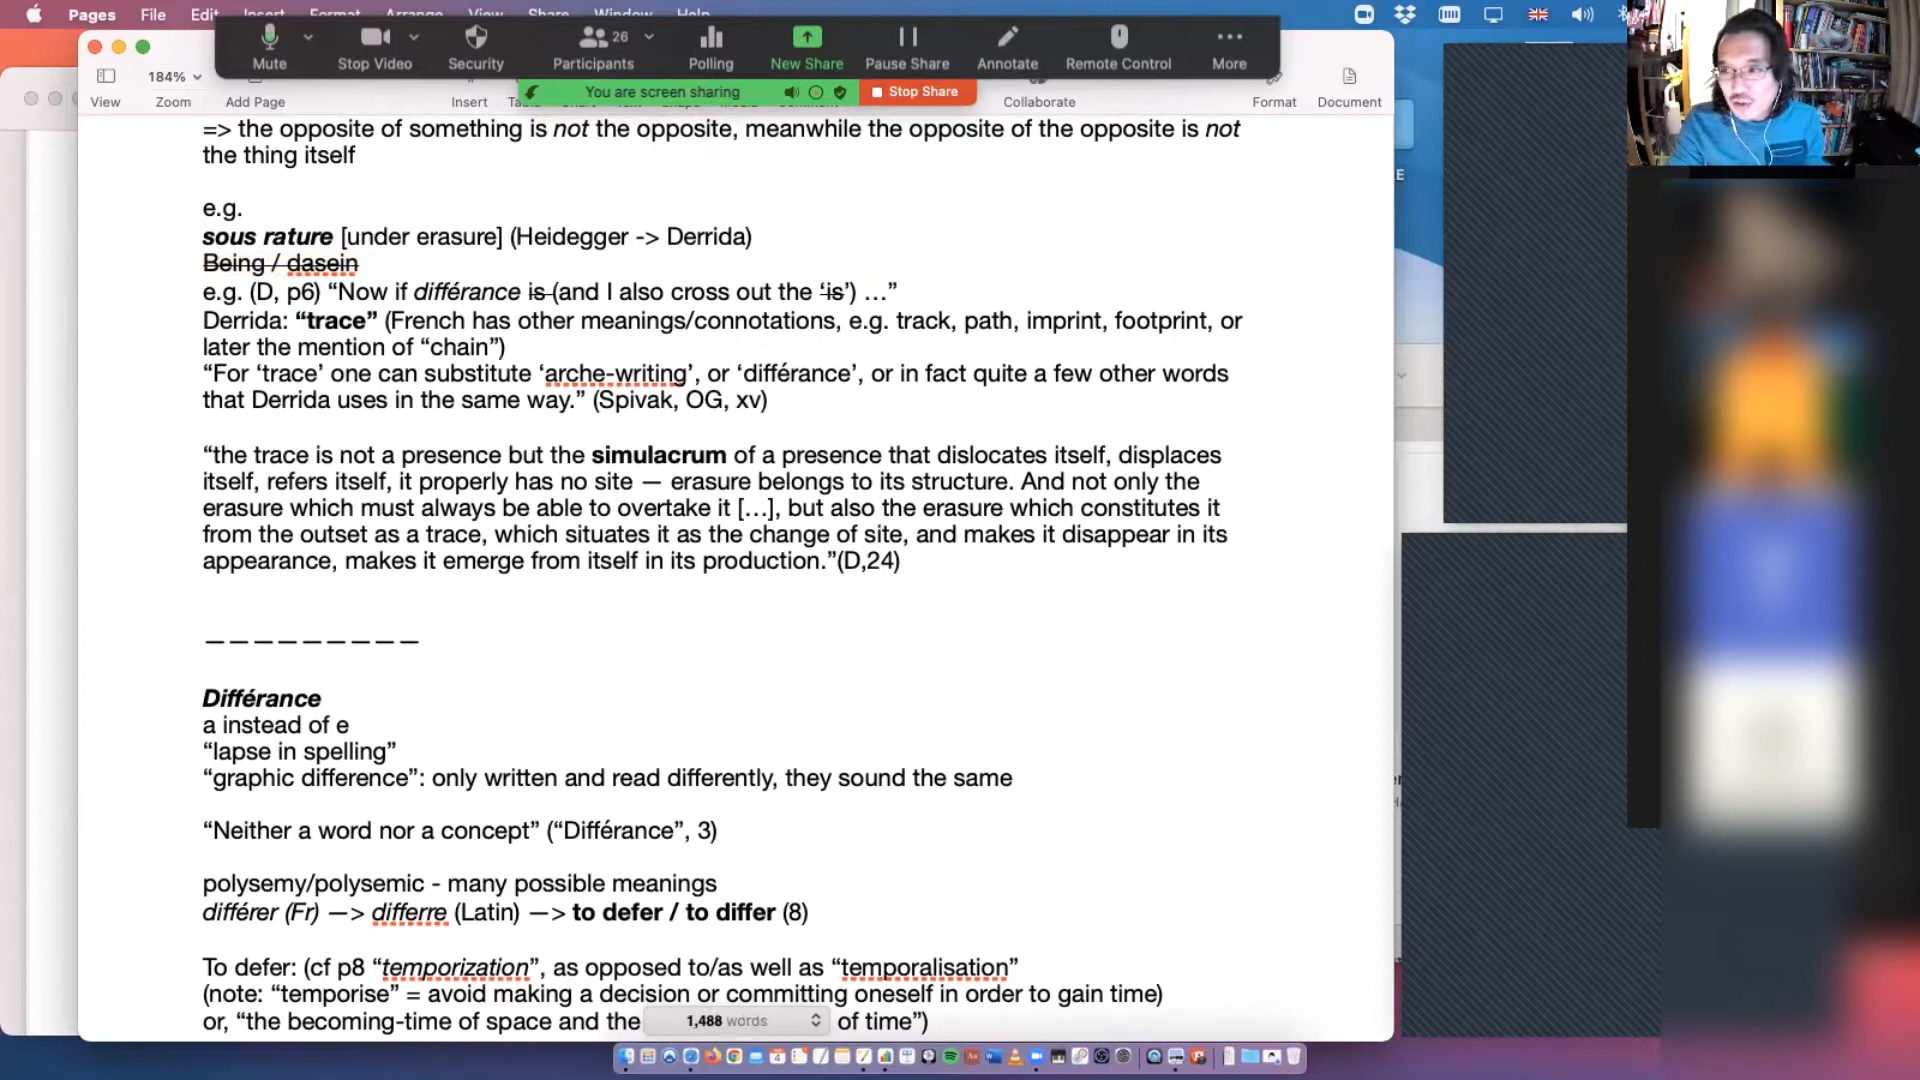 Pages File Edit Insert Format Arrange View Share Window Help
Mute Stop Video Security Participants 26 Polling New Share Pause Share Annotate Remote Control More
You are screen sharing Stop Share
184%
View Zoom Add Page Insert Collaborate Format Document
=> the opposite of something is not the opposite, meanwhile the opposite of the opposite is not
the thing itself
e.g.
sous rature [under erasure] (Heidegger -> Derrida)
Being / dasein
e.g. (D, p6) “Now if différance is (and I also cross out the ‘is’) …”
Derrida: “trace” (French has other meanings/connotations, e.g. track, path, imprint, footprint, or
later the mention of “chain”)
“For ‘trace’ one can substitute ‘arche-writing’, or ‘différance’, or in fact quite a few other words
that Derrida uses in the same way.” (Spivak, OG, xv)
“the trace is not a presence but the simulacrum of a presence that dislocates itself, displaces
itself, refers itself, it properly has no site — erasure belongs to its structure. And not only the
erasure which must always be able to overtake it […], but also the erasure which constitutes it
from the outset as a trace, which situates it as the change of site, and makes it disappear in its
appearance, makes it emerge from itself in its production.”(D,24)
— — — — — — — — —
Différance
a instead of e
“lapse in spelling”
“graphic difference”: only written and read differently, they sound the same
“Neither a word nor a concept” (“Différance”, 3)
polysemy/polysemic - many possible meanings
différer (Fr) —> differre (Latin) —> to defer / to differ (8)
To defer: (cf p8 “temporization”, as opposed to/as well as “temporalisation”
(note: “temporise” = avoid making a decision or committing oneself in order to gain time)
or, “the becoming-time of space and the
1,488 words
of time”)